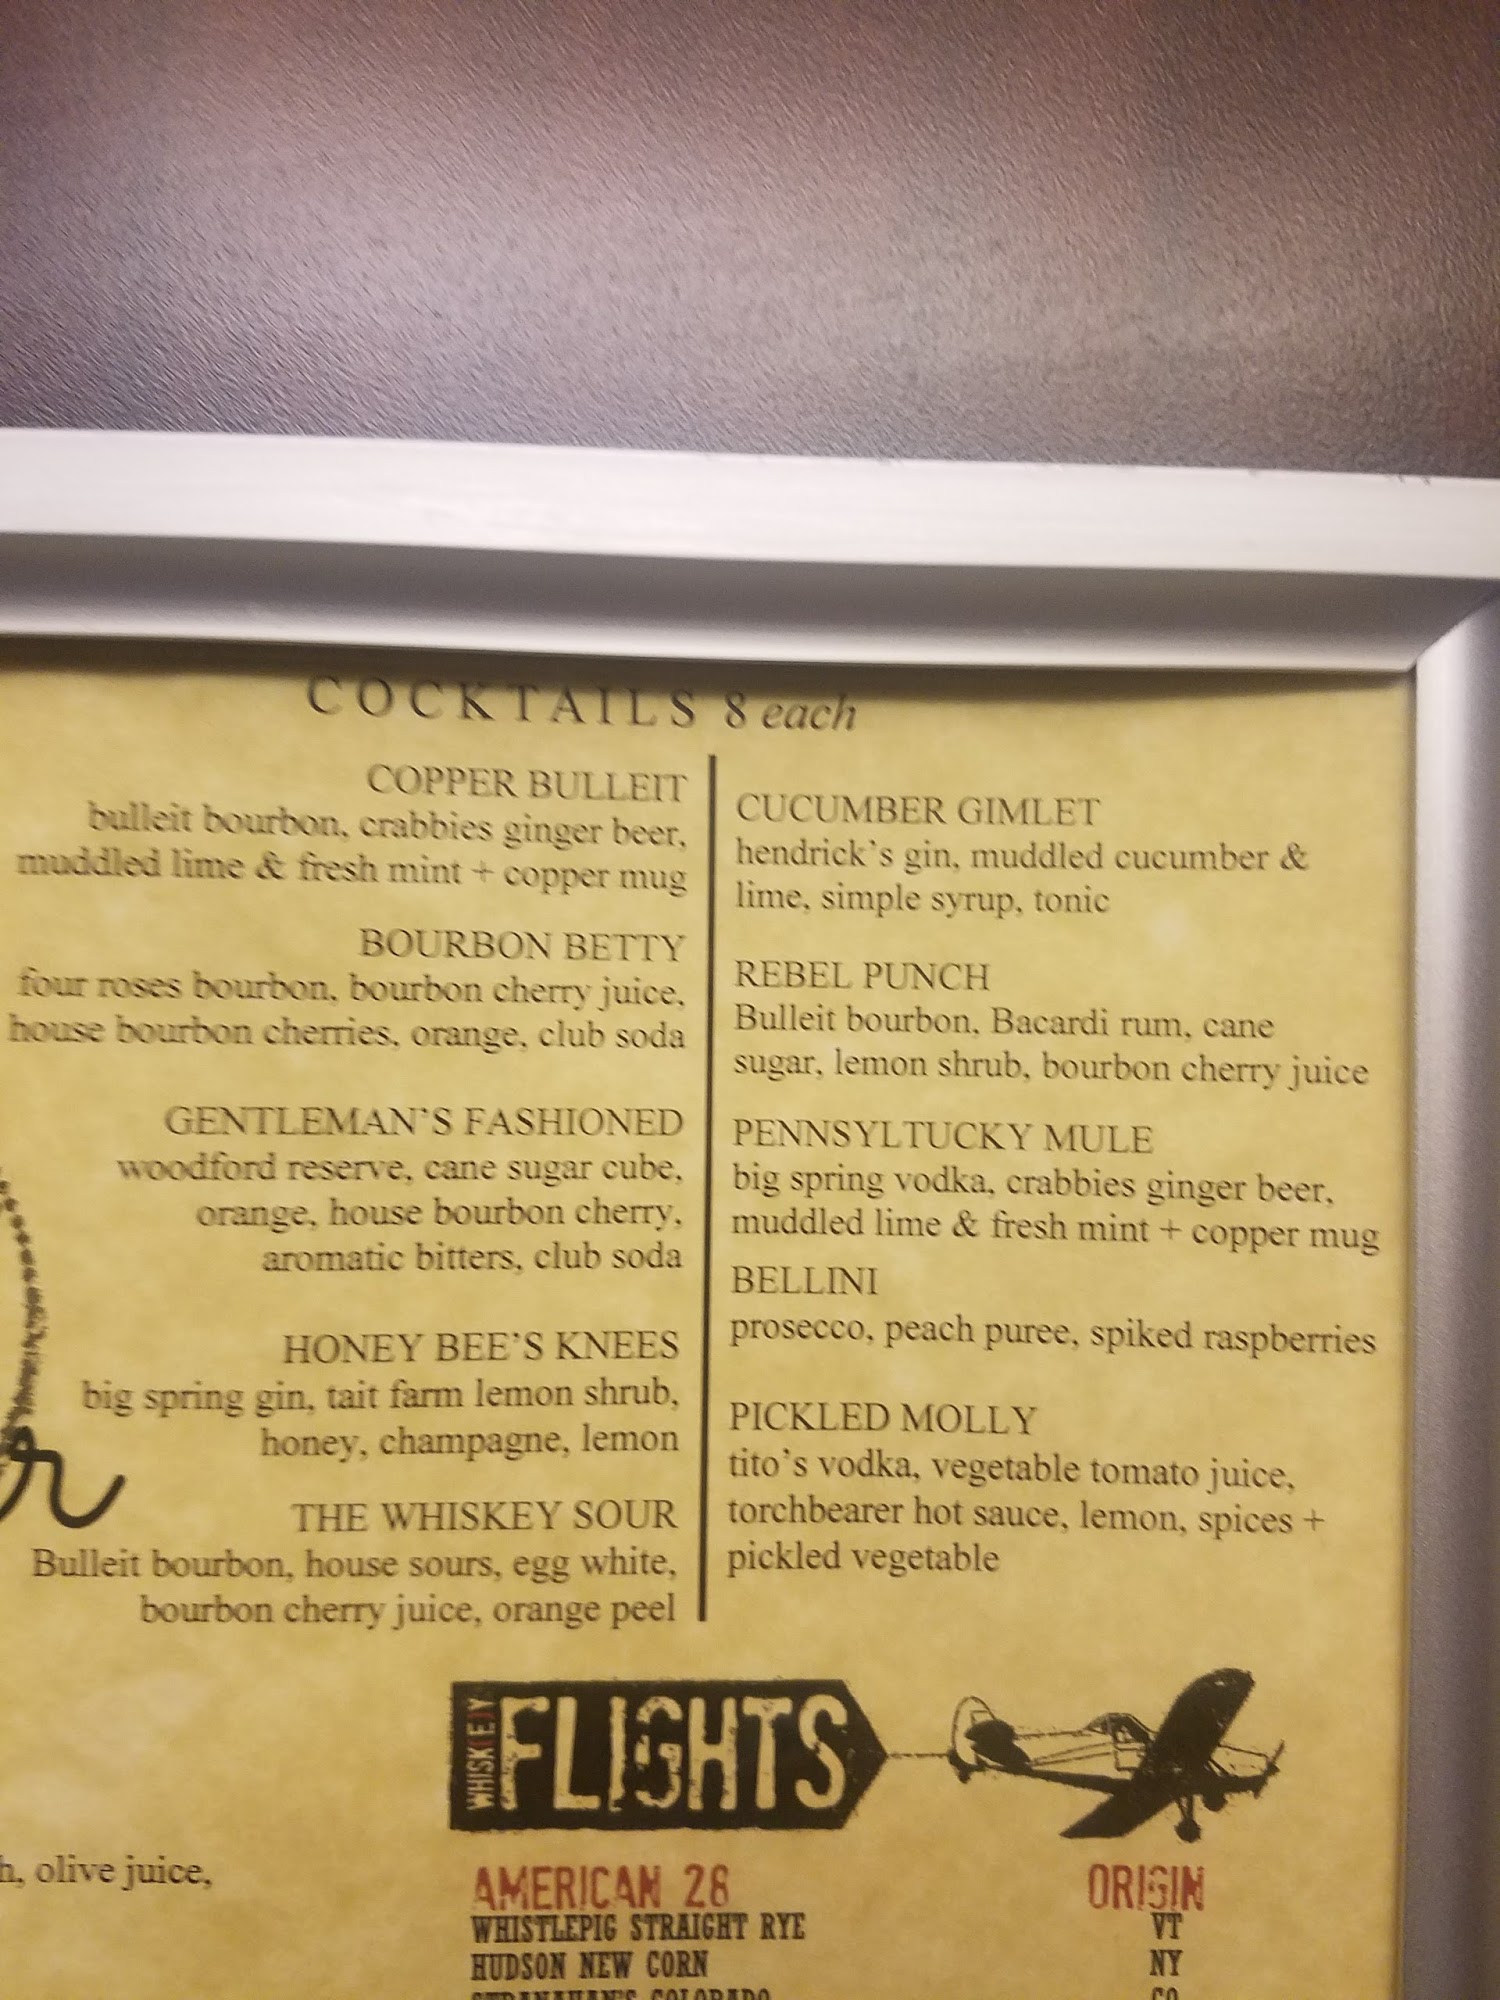 COCKTAILS 8 each
COPPER BULLEIT
bulleit bourbon, crabbies ginger beer,
muddled lime & fresh mint + copper mug
BOURBON BETTY
four roses bourbon, bourbon cherry juice,
house bourbon cherries, orange, club soda
GENTLEMAN'S FASHIONED
woodford reserve, cane sugar cube,
orange, house bourbon cherry,
aromatic bitters, club soda
HONEY BEE'S KNEES
big spring gin, tait farm lemon shrub,
honey, champagne, lemon
THE WHISKEY SOUR
Bulleit bourbon, house sours, egg white,
bourbon cherry juice, orange peel
CUCUMBER GIMLET
hendrick's gin, muddled cucumber &
lime, simple syrup, tonic
REBEL PUNCH
Bulleit bourbon, Bacardi rum, cane
sugar, lemon shrub, bourbon cherry juice
PENNSYLTUCKY MULE
big spring vodka, crabbies ginger beer,
muddled lime & fresh mint + copper mug
BELLINI
prosecco, peach puree, spiked raspberries
PICKLED MOLLY
tito's vodka, vegetable tomato juice,
torchbearer hot sauce, lemon, spices +
pickled vegetable
WHISK(E)Y FLIGHTS
h, olive juice,
AMERICAN 26 ORIGIN
WHISTLEPIG STRAIGHT RYE VT
HUDSON NEW CORN NY
STRANAHAN'S COLORADO CO